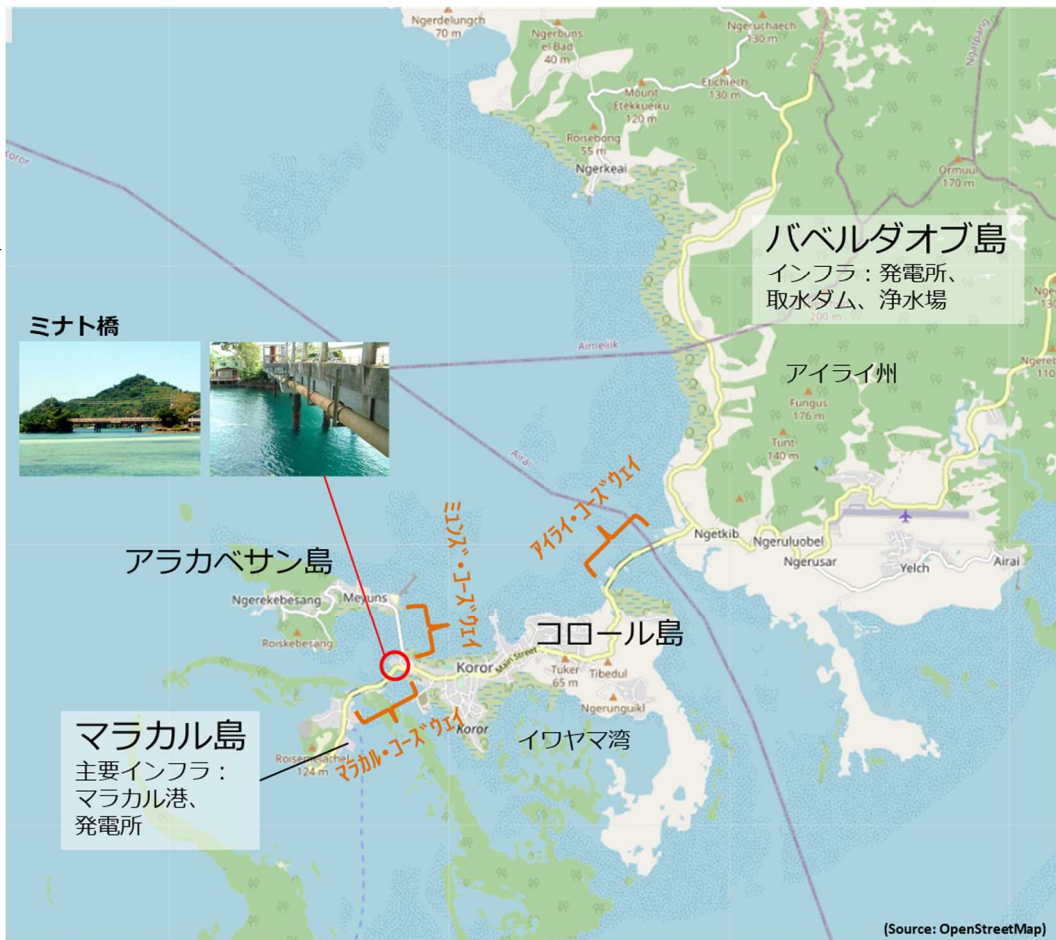 Ngerdelungch
70 m
Ngerbuns
el Bad
40 m
Ngeruchaech
130 m
Ngatpang
Etichiech
130 m
Mount
Etekkueiku
120 m
Roisebong
55 m
Ngerkeai
Ormuul
170 m
Koror
バベルダオブ島
インフラ：発電所、
取水ダム、浄水場
200 m
ミナト橋
Aimeliik
アイライ州
Fungus
176 m
Tunt
140 m
Airai
アイライ・コーズウェイ
Ngetkib
Ngeruluobel
Ngerusar
Yelch
Airai
アラカベサン島
ミュンズ・コーズウェイ
Ngerekebesang
Meyuns
Roiskebesang
コロール島
Koror
Main Street
Tuker
65 m
Tibedul
Ngerunguikl
Koror
イワヤマ湾
マラカル・コーズウェイ
マラカル島
主要インフラ：
マラカル港、
発電所
124 m
(Source: OpenStreetMap)